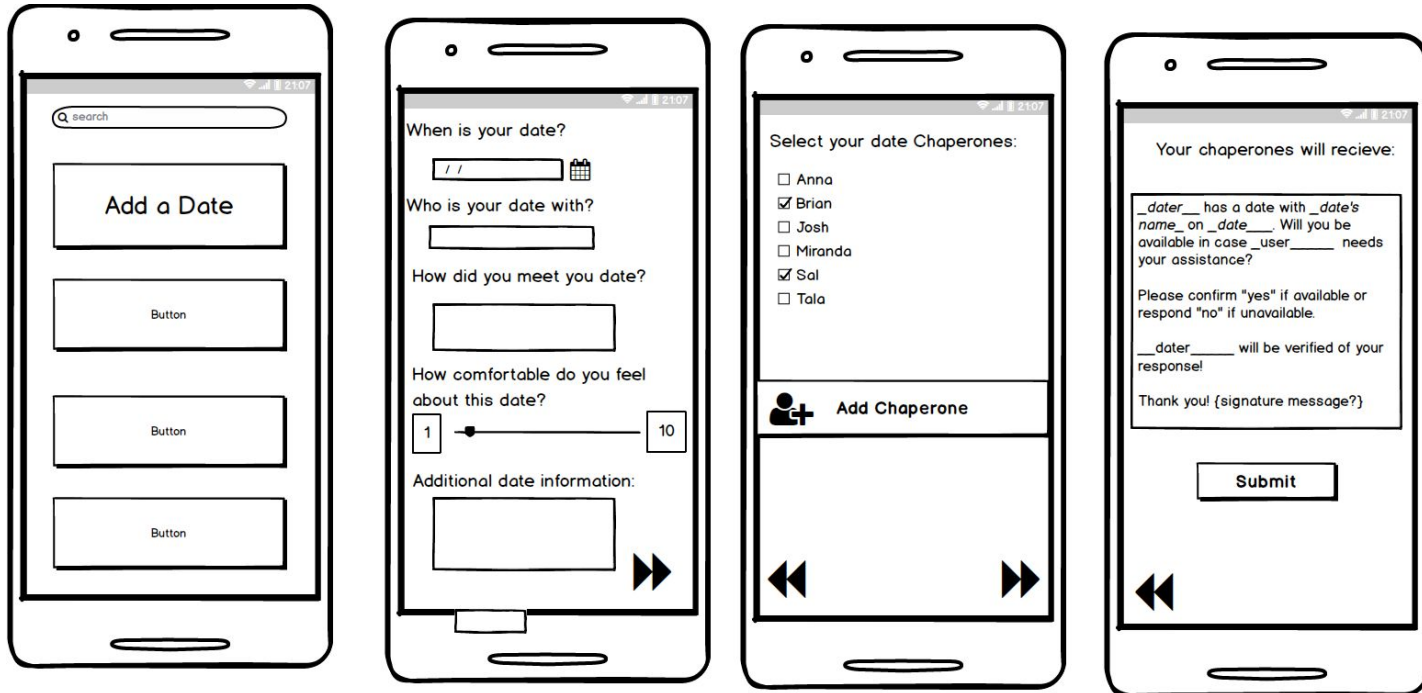 21:07
search
Add a Date
Button
Button
Button
21:07
When is your date?
/ /
Who is your date with?
How did you meet you date?
How comfortable do you feel
about this date?
1
10
Additional date information:
21:07
Select your date Chaperones:
Anna
Brian
Josh
Miranda
Sal
Tala
Add Chaperone
21:07
Your chaperones will recieve:
_dater__ has a date with _date's
name_ on _date___. Will you be
available in case _user______ needs
your assistance?
Please confirm "yes" if available or
respond "no" if unavailable.
__dater______ will be verified of your
response!
Thank you! {signature message?}
Submit